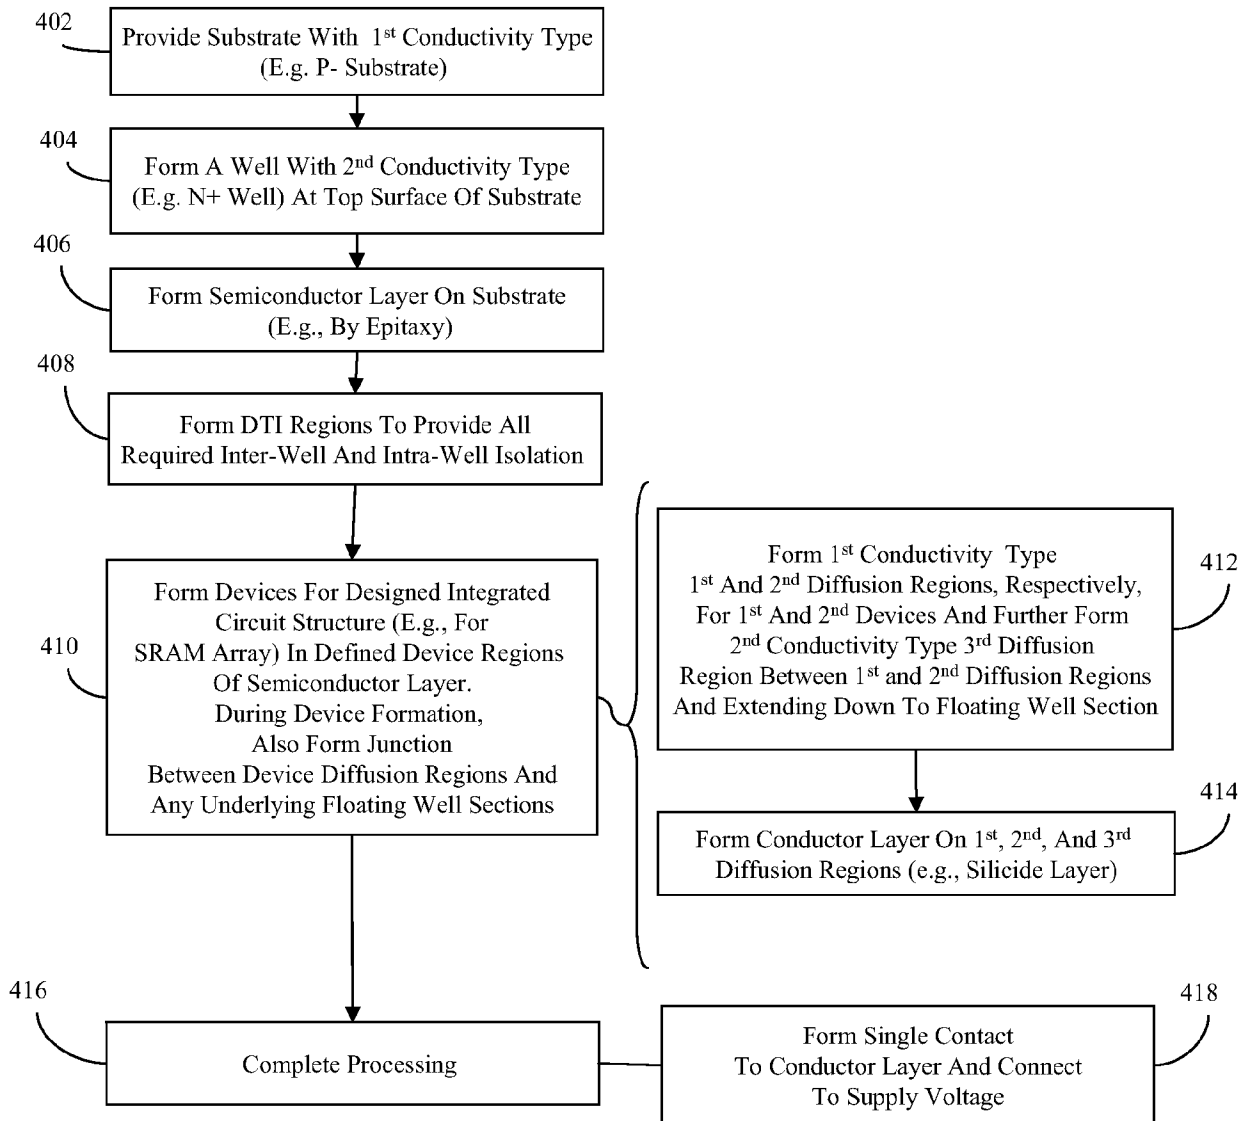 402
Provide Substrate With 1st Conductivity Type
(E.g. P- Substrate)
404
Form A Well With 2nd Conductivity Type
(E.g. N+ Well) At Top Surface Of Substrate
406
Form Semiconductor Layer On Substrate
(E.g., By Epitaxy)
408
Form DTI Regions To Provide All
Required Inter-Well And Intra-Well Isolation
410
Form Devices For Designed Integrated
Circuit Structure (E.g., For
SRAM Array) In Defined Device Regions
Of Semiconductor Layer.
During Device Formation,
Also Form Junction
Between Device Diffusion Regions And
Any Underlying Floating Well Sections
412
Form 1st Conductivity Type
1st And 2nd Diffusion Regions, Respectively,
For 1st And 2nd Devices And Further Form
2nd Conductivity Type 3rd Diffusion
Region Between 1st and 2nd Diffusion Regions
And Extending Down To Floating Well Section
414
Form Conductor Layer On 1st, 2nd, And 3rd
Diffusion Regions (e.g., Silicide Layer)
416
Complete Processing
418
Form Single Contact
To Conductor Layer And Connect
To Supply Voltage